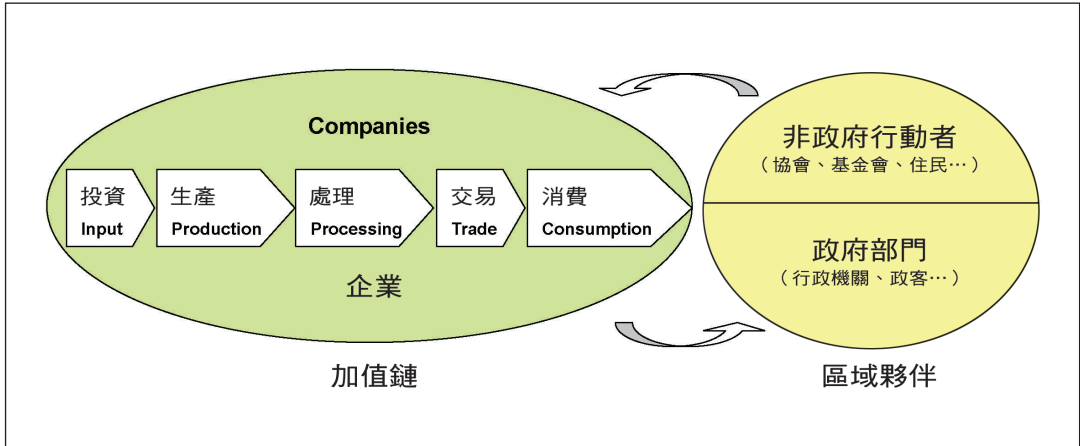 Companies
投資
Input
生產
Production
處理
Processing
交易
Trade
消費
Consumption
企業
加值鏈
非政府行動者
（協會、基金會、住民…）
政府部門
（行政機關、政客…）
區域夥伴